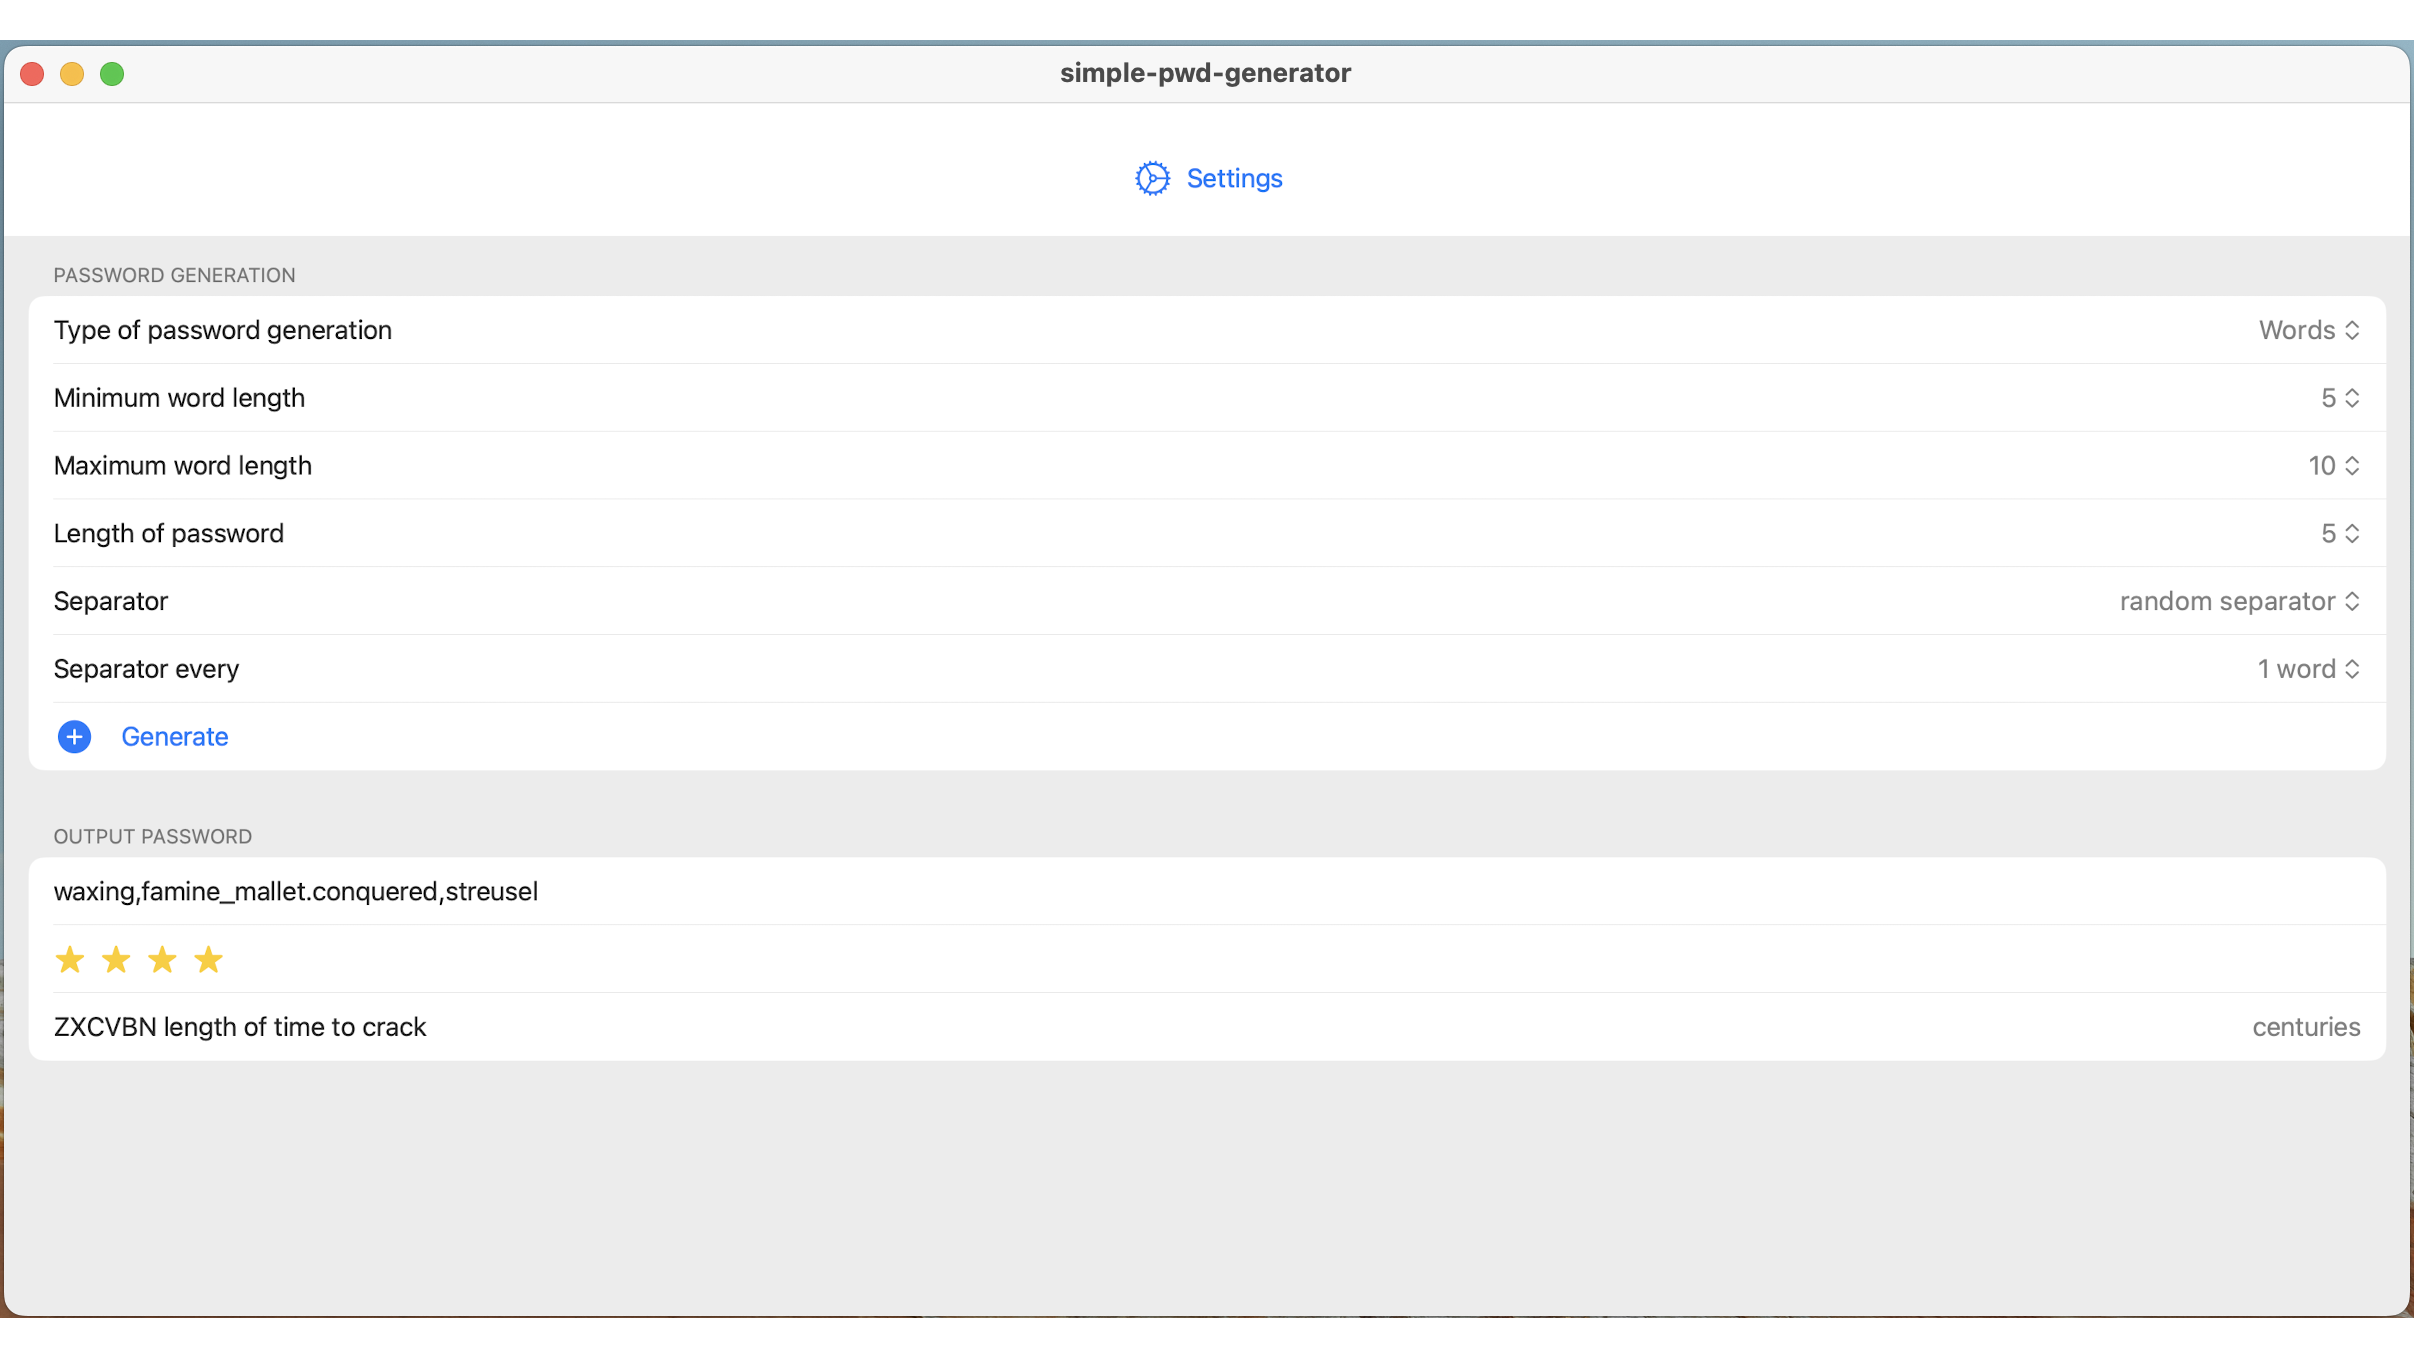 simple-pwd-generator
Settings
PASSWORD GENERATION
Type of password generation Words
Minimum word length 5
Maximum word length 10
Length of password 5
Separator random separator
Separator every 1 word
Generate
OUTPUT PASSWORD
waxing,famine_mallet.conquered,streusel
ZXCVBN length of time to crack centuries